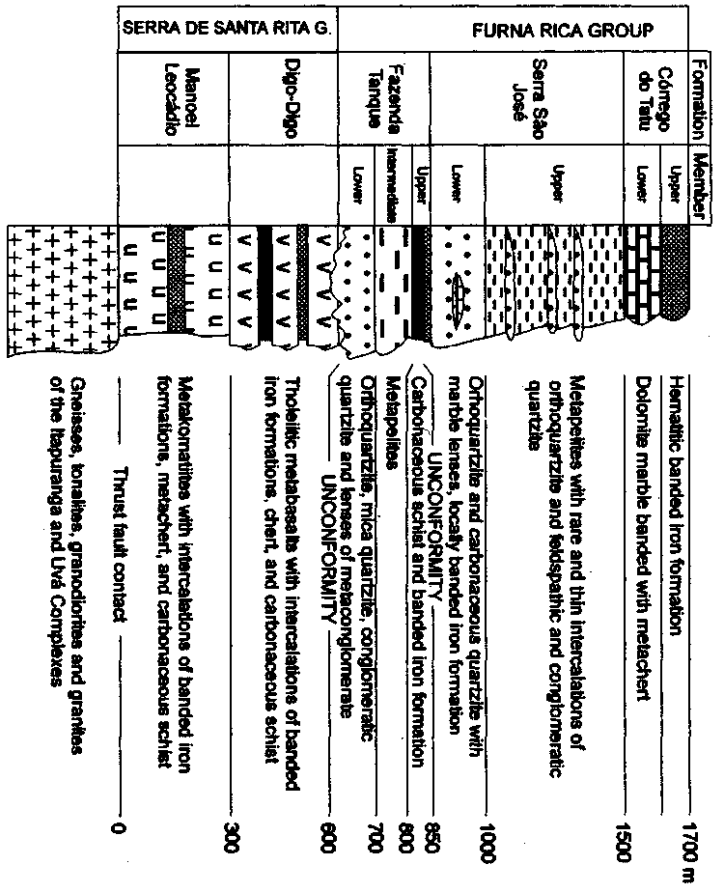 SERRA DE SANTA RITA G.
FURNA RICA GROUP
Formation
Member
Córrego
do Tatu
Upper
Lower
Serra São
José
Upper
Lower
Fazenda
Tanque
Upper
Intermediate
Lower
Digo-Digo
Manoel
Leocádio
Hematitic banded iron formation
Dolomite marble banded with metachert
Metapelites with rare and thin intercalations of
orthoquartzite and feldspathic and conglomeratic
quartzite
Orhoquartzite and carbonaceous quartzite with
marble lenses, locally banded iron formation
UNCONFORMITY
Carbonaceous schist and banded iron formation
Metapelites
Orthoquartzite, mica quartzite, conglomeratic
quartzite and lenses of metaconglomerate
UNCONFORMITY
Tholeiitic metabasalts with intercalations of banded
iron formations, chert, and carbonaceous schist
Metakomatiites with intercalations of banded iron
formations, metachert, and carbonaceous schist
Thrust fault contact
Gneisses, tonalites, granodiorites and granites
of the Itapuranga and Uvá Complexes
1700 m
1500
1000
850
800
700
600
300
0